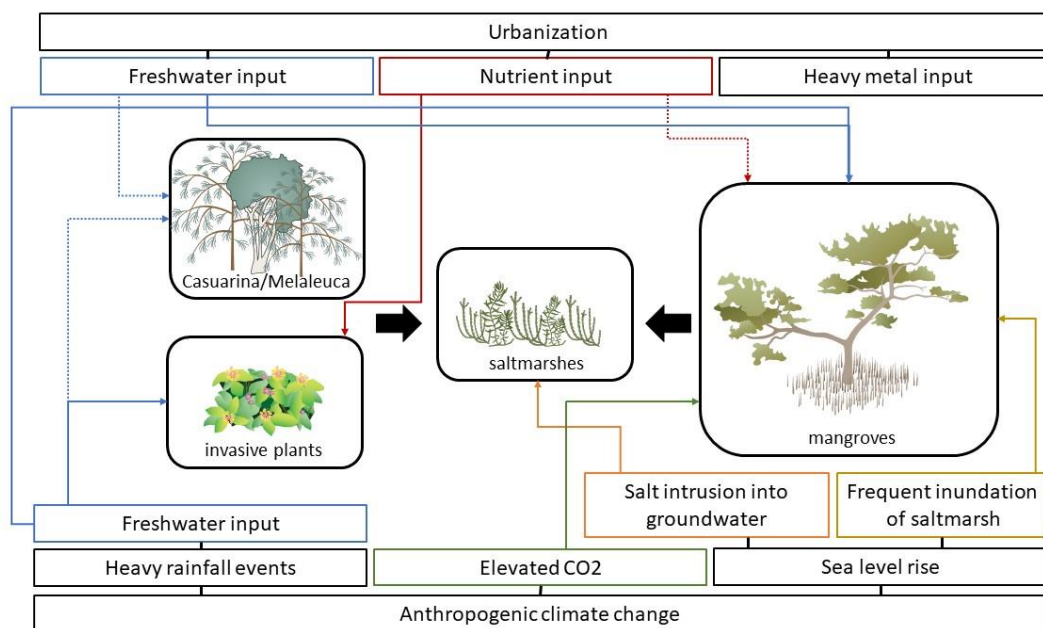 Urbanization
Freshwater input
Nutrient input
Heavy metal input
Casuarina/Melaleuca
saltmarshes
invasive plants
mangroves
Salt intrusion into
groundwater
Frequent inundation
of saltmarsh
Freshwater input
Heavy rainfall events
Elevated CO2
Sea level rise
Anthropogenic climate change